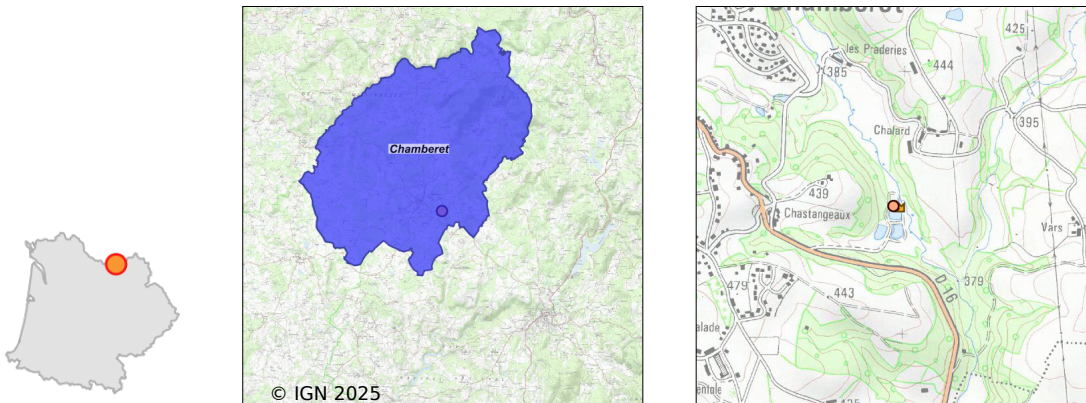 Chamberet
© IGN 2025
Chamberet
425
les Praderies
385
444
Chalard
395
439
Chastangeaux
Vars
379
D 16
479
443
alade
entole
425